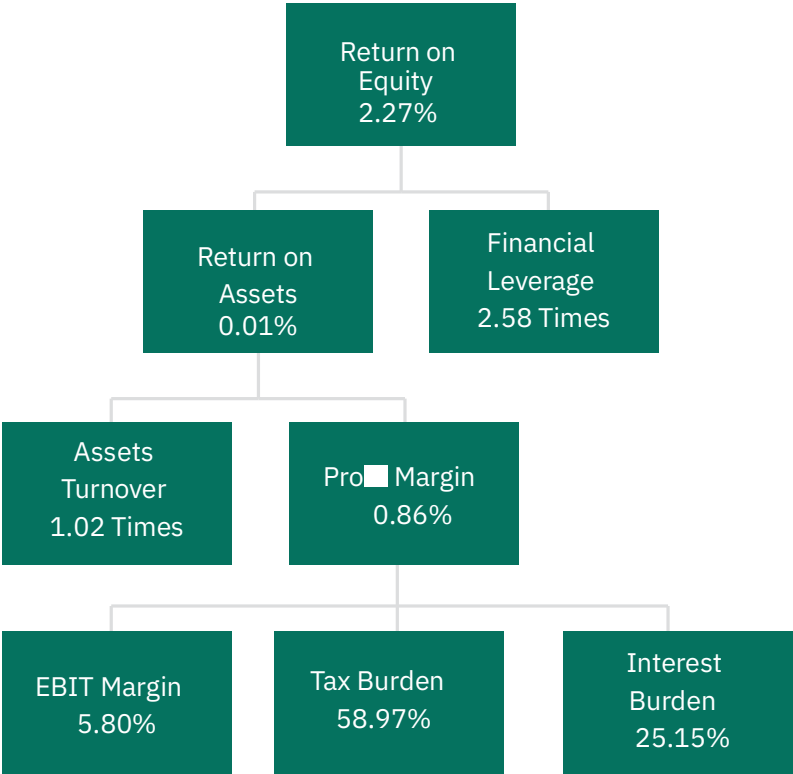 Return on
Equity
2.27%
Return on
Assets
0.01%
Financial
Leverage
2.58 Times
Assets
Turnover
1.02 Times
Margin
0.86%
EBIT Margin
5.80%
Tax Burden
58.97%
Interest
Burden
25.15%